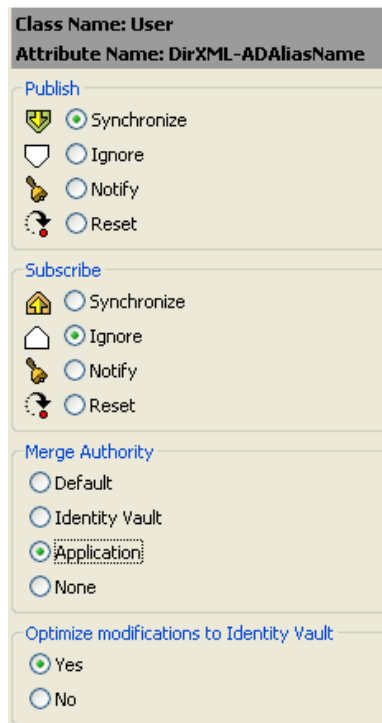 Class Name: User
Attribute Name: DirXML-ADAliasName
Publish
Synchronize
Ignore
Notify
Reset
Subscribe
Synchronize
Ignore
Notify
Reset
Merge Authority
Default
Identity Vault
Application
None
Optimize modifications to Identity Vault
Yes
No